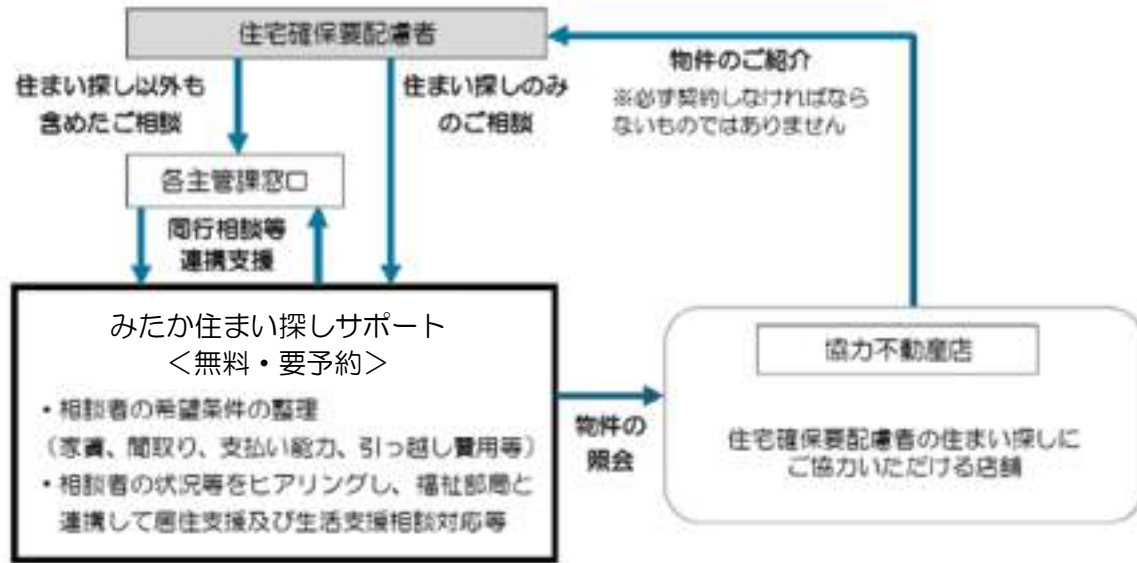 住宅確保要配慮者
住まい探し以外も
含めたご相談
住まい探しのみ
のご相談
物件のご紹介
※必ず契約しなければなら
ないものではありません
各主管課窓口
同行相談等
連携支援
みたか住まい探しサポート
＜無料・要予約＞
・相談者の希望条件の整理
（家賃、間取り、支払い能力、引っ越し費用等）
・相談者の状況等をヒアリングし、福祉部局と
連携して居住支援及び生活支援相談対応等
物件の
照会
協力不動産店
住宅確保要配慮者の住まい探しに
ご協力いただける店舗